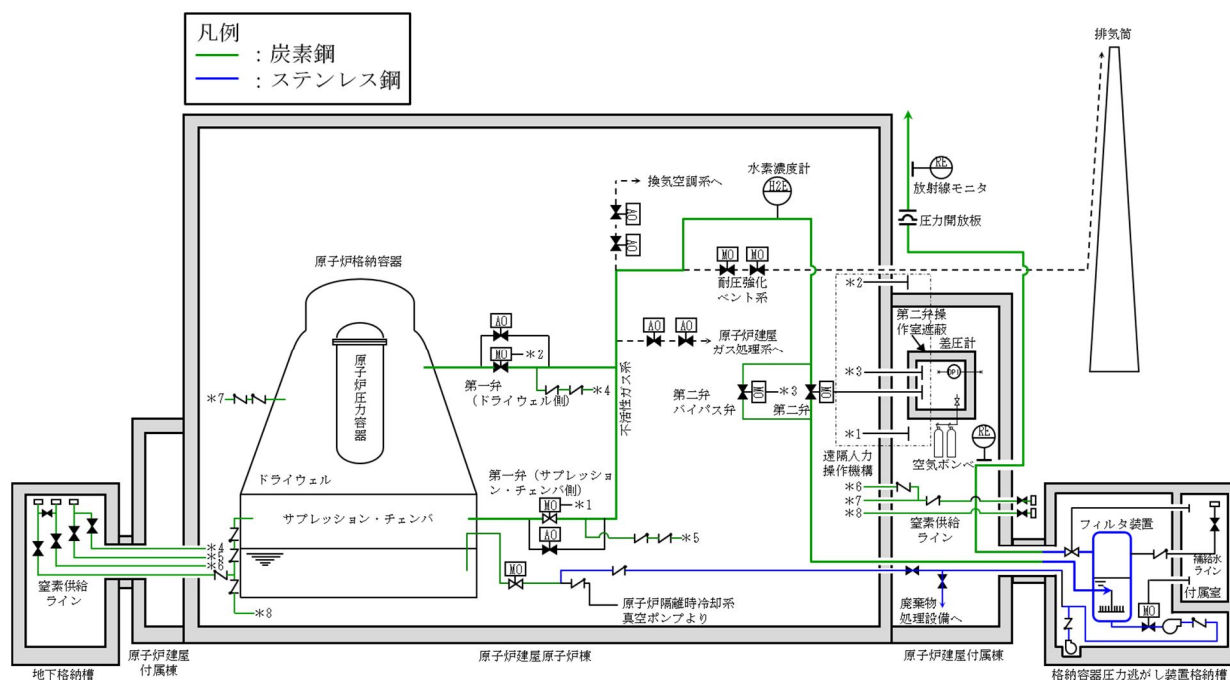 凡例
：炭素鋼
：ステンレス鋼
排気筒
水素濃度計
H2E
換気空調系へ
AO
AO
RE
放射線モニタ
圧力開放板
原子炉格納容器
原子炉圧力容器
MO
MO
耐圧強化
ベント系
＊2
第二弁操
作室遮蔽
差圧計
DPI
AO
MO
＊2
第一弁
（ドライウェル側）
＊4
AO
AO
原子炉建屋
ガス処理系へ
不活性ガス系
＊3
第二弁
バイパス弁
MO
＊3
第二弁
MO
＊7
＊1
RE
空気ボンベ
遠隔人力
操作機構
ドライウェル
第一弁（サプレッショ
ン・チェンバ側）
MO
＊1
AO
＊5
サプレッション・チェンバ
＊6
＊7
＊8
窒素供給
ライン
＊4
＊5
＊6
＊8
窒素供給
ライン
MO
原子炉隔離時冷却系
真空ポンプより
廃棄物
処理設備へ
フィルタ装置
補給水
ライン
付属室
MO
地下格納槽
原子炉建屋
付属棟
原子炉建屋原子炉棟
原子炉建屋付属棟
格納容器圧力逃がし装置格納槽